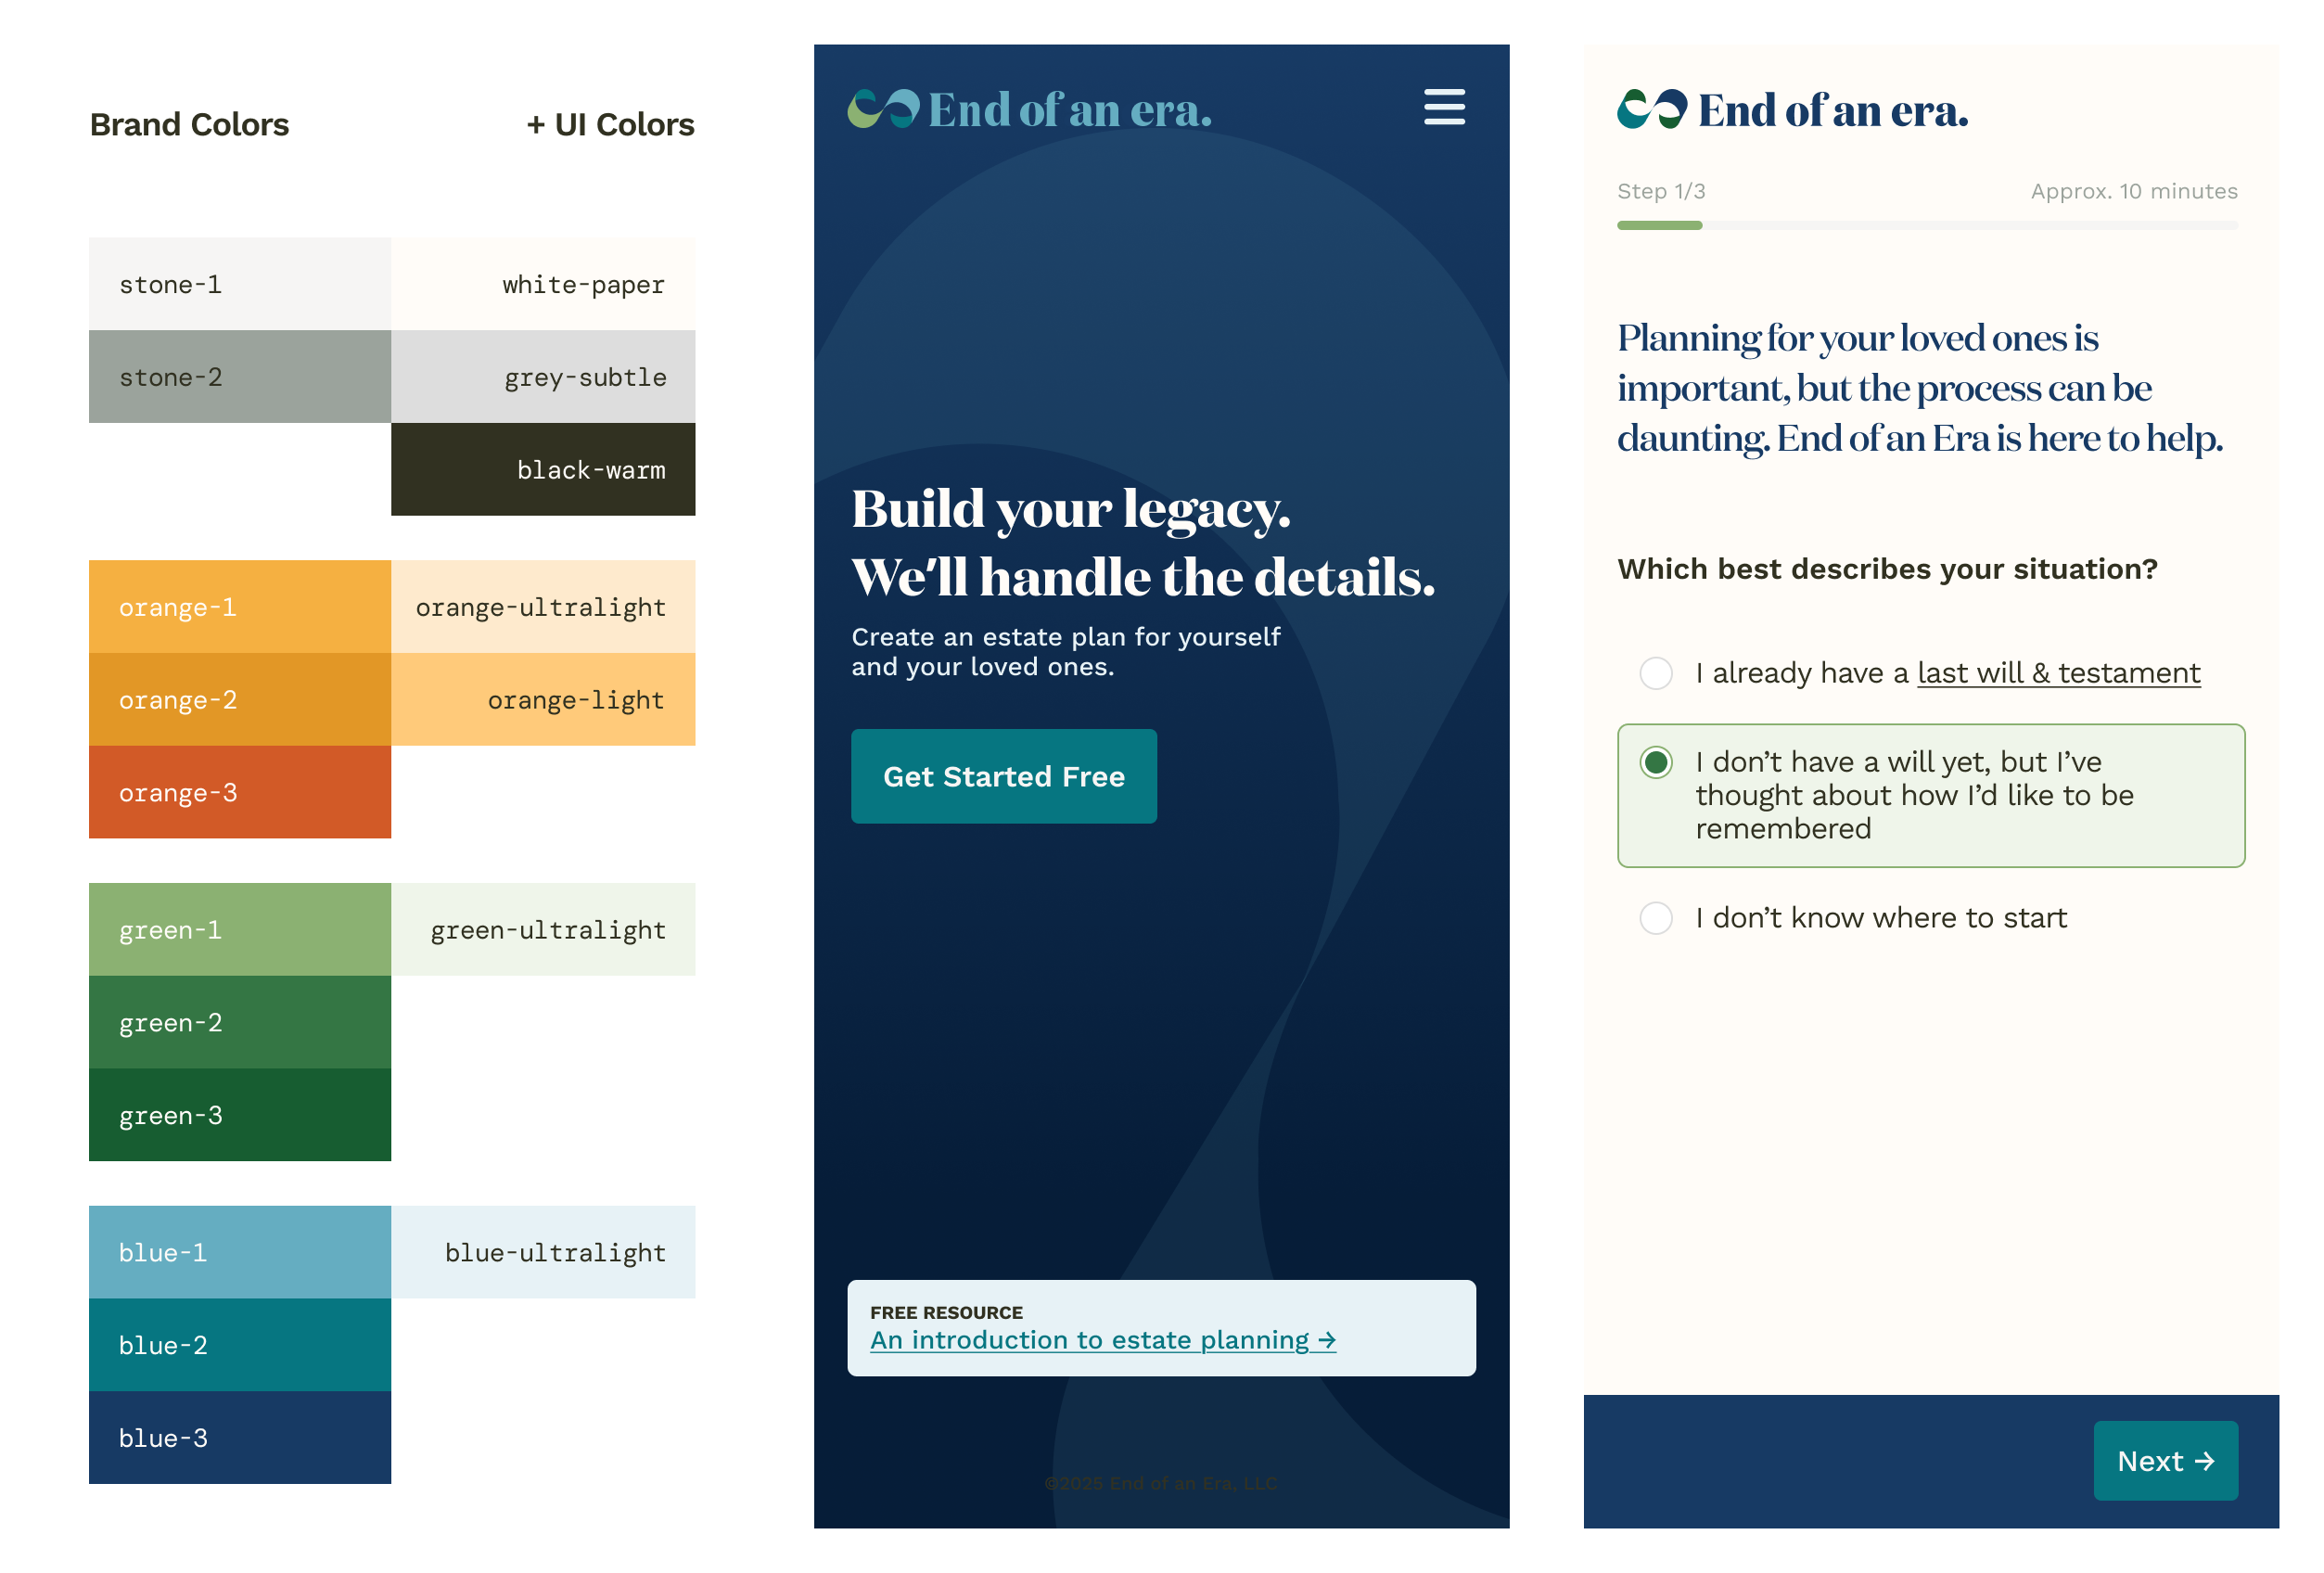 Brand Colors
+ UI Colors
stone-1
white-paper
stone-2
grey-subtle
black-warm
orange-1
orange-ultralight
orange-2
orange-light
orange-3
green-1
green-ultralight
green-2
green-3
blue-1
blue-ultralight
blue-2
blue-3
End of an era.
Build your legacy.
We'll handle the details.
Create an estate plan for yourself
and your loved ones.
Get Started Free
FREE RESOURCE
An introduction to estate planning →
©2025 End of an Era, LLC
End of an era.
Step 1/3
Approx. 10 minutes
Planning for your loved ones is
important, but the process can be
daunting. End of an Era is here to help.
Which best describes your situation?
I already have a last will & testament
I don’t have a will yet, but I’ve
thought about how I’d like to be
remembered
I don’t know where to start
Next →